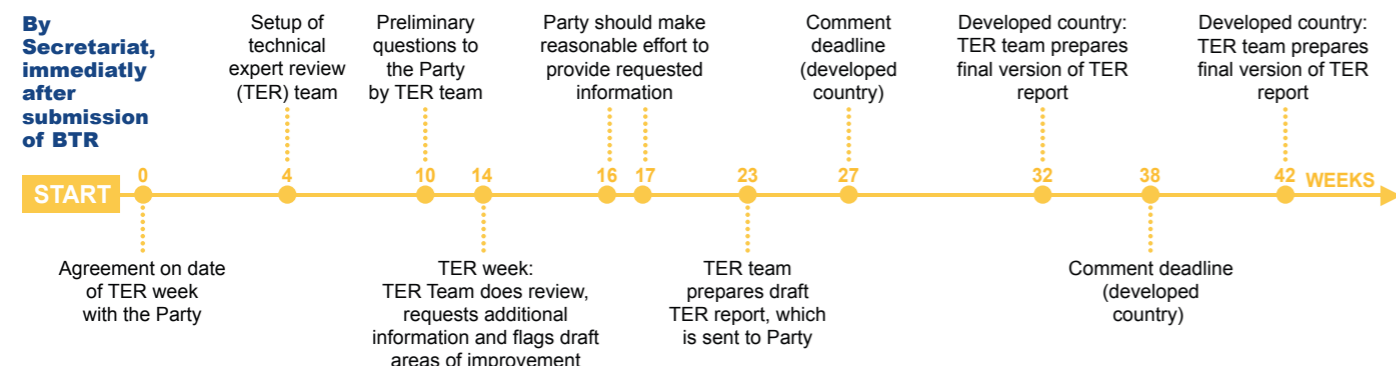 By
Secretariat,
immediatly
after
submission
of BTR
Setup of
technical
expert review
(TER) team
Preliminary
questions to
the Party
by TER team
Party should make
reasonable effort to
provide requested
information
Comment
deadline
(developed
country)
Developed country:
TER team prepares
final version of TER
report
Developed country:
TER team prepares
final version of TER
report
START
0
4
10
14
16
17
23
27
32
38
42
WEEKS
Agreement on date
of TER week
with the Party
TER week:
TER Team does review,
requests additional
information and flags draft
areas of improvement
TER team
prepares draft
TER report, which
is sent to Party
Comment deadline
(developed
country)